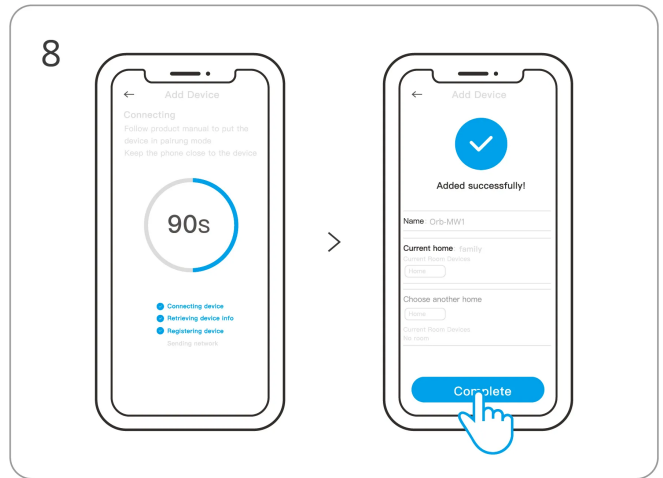 8
Add Device
Connecting
Follow product manual to put the
device in pairung mode
Keep the phone close to the device
90s
Connecting device
Retrieving device info
Registering device
Sending network
>
Add Device
Added successfully!
Name Orb-MW1
Current home family
Current Room Devices
Home
Choose another home
Home
Current Room Devices
No room
Complete